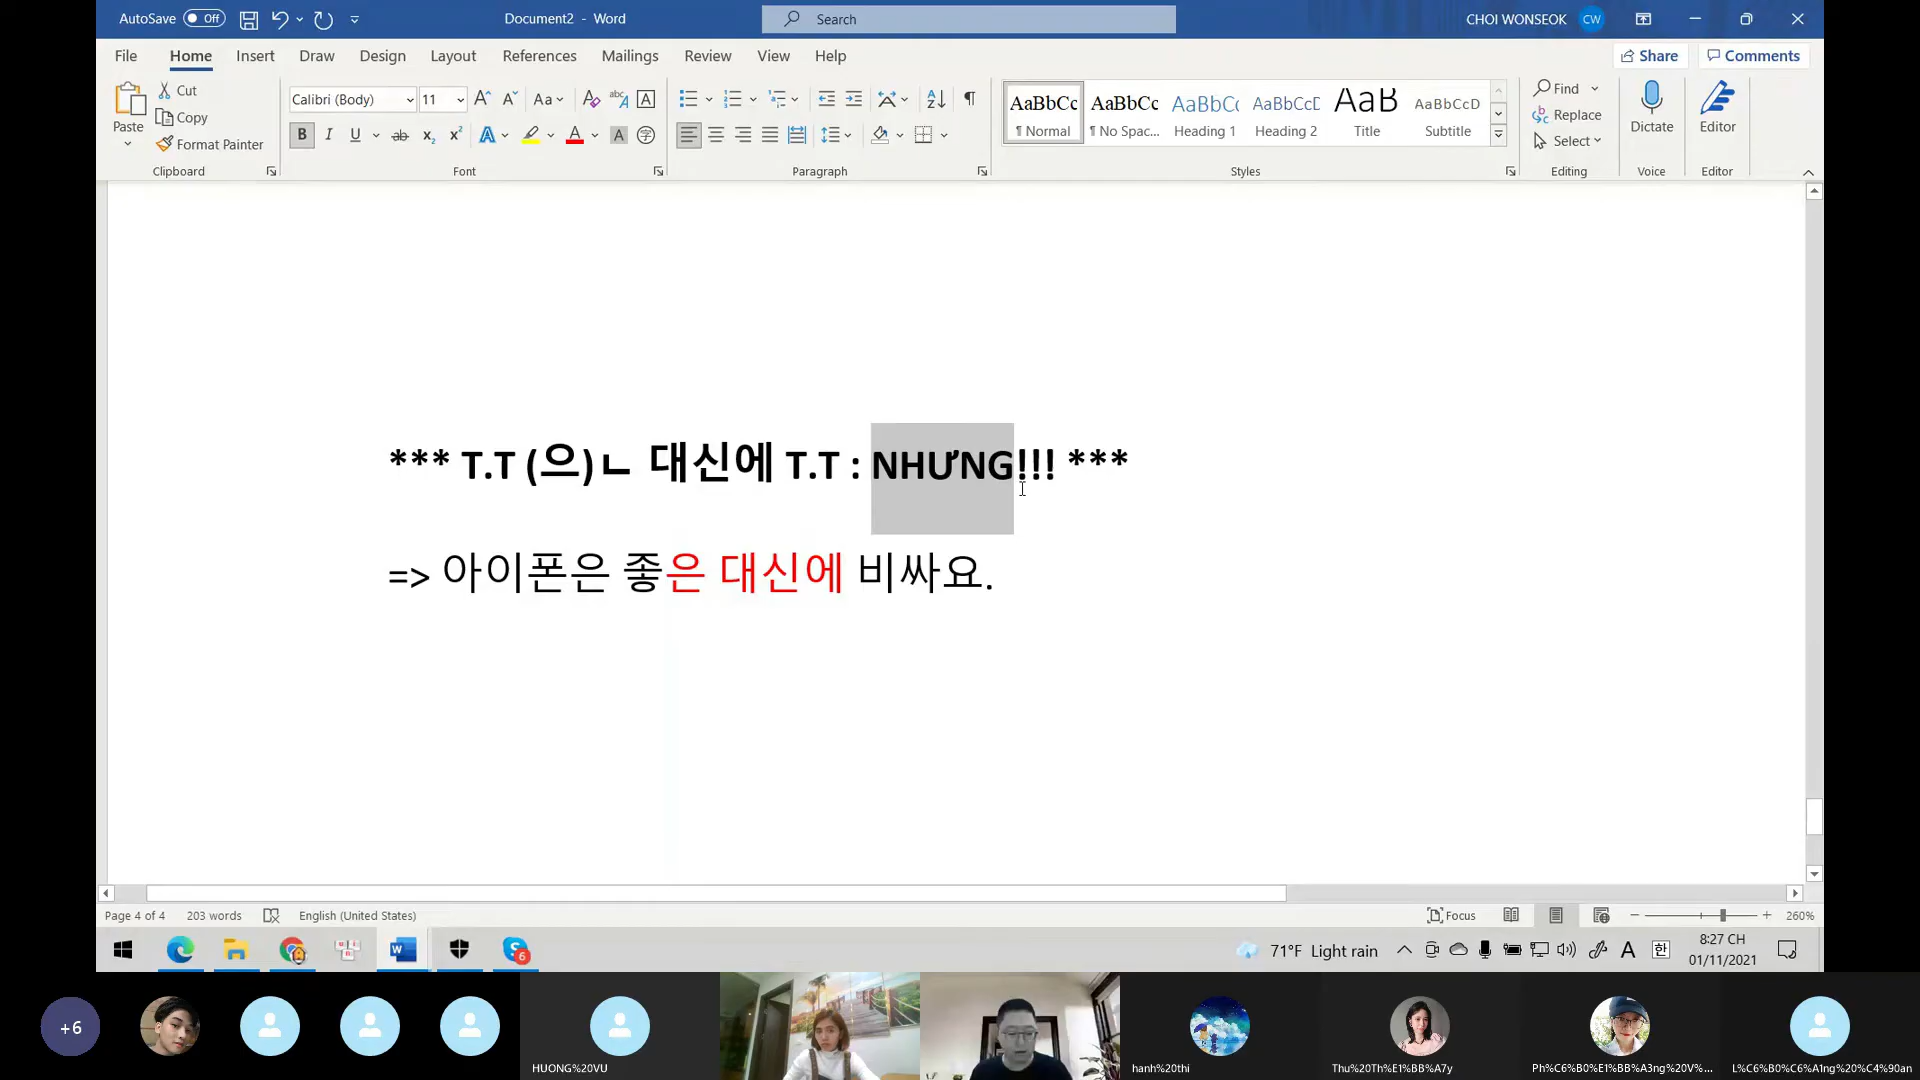 AutoSave Off Document2 - Word Search CHOI WONSEOK CW
File Home Insert Draw Design Layout References Mailings Review View Help Share Comments
Paste Cut Copy Format Painter Clipboard
Calibri (Body) 11 Aa
B I U ab x₂ x² A A A Font
Paragraph
AaBbCc AaBbCc AaBbC AaBbCcD AaB AaBbCcD
¶ Normal ¶ No Spac... Heading 1 Heading 2 Title Subtitle
Styles
Find Replace Select Editing
Dictate Voice
Editor Editor
*** T.T (으)ㄴ 대신에 T.T : NHƯNG!!! ***
=> 아이폰은 좋은 대신에 비싸요.
Page 4 of 4 203 words English (United States) Focus 260%
6 71°F Light rain A 한 8:27 CH
01/11/2021
+6
HUONG%20VU hanh%20thi Thu%20Th%E1%BB%A7y Ph%C6%B0%E1%BB%A3ng%20V%... L%C6%B0%C6%A1ng%20%C4%90an